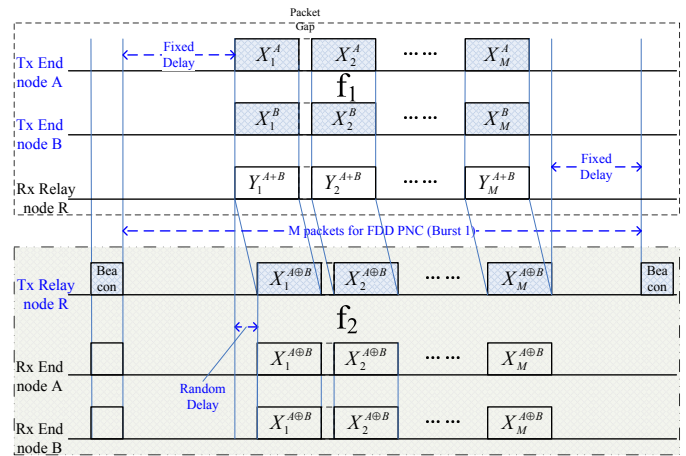 Packet
Gap
Tx End
node A
Fixed
Delay
X_1^A
X_2^A
... ...
X_M^A
f_1
Tx End
node B
X_1^B
X_2^B
... ...
X_M^B
Rx Relay
node R
Y_1^{A+B}
Y_2^{A+B}
... ...
Y_M^{A+B}
Fixed
Delay
M packets for FDD PNC (Burst 1)
Tx Relay
node R
Bea
con
X_1^{A⊕B}
X_2^{A⊕B}
... ...
X_M^{A⊕B}
Bea
con
f_2
Rx End
node A
X_1^{A⊕B}
X_2^{A⊕B}
... ...
X_M^{A⊕B}
Random
Delay
Rx End
node B
X_1^{A⊕B}
X_2^{A⊕B}
... ...
X_M^{A⊕B}